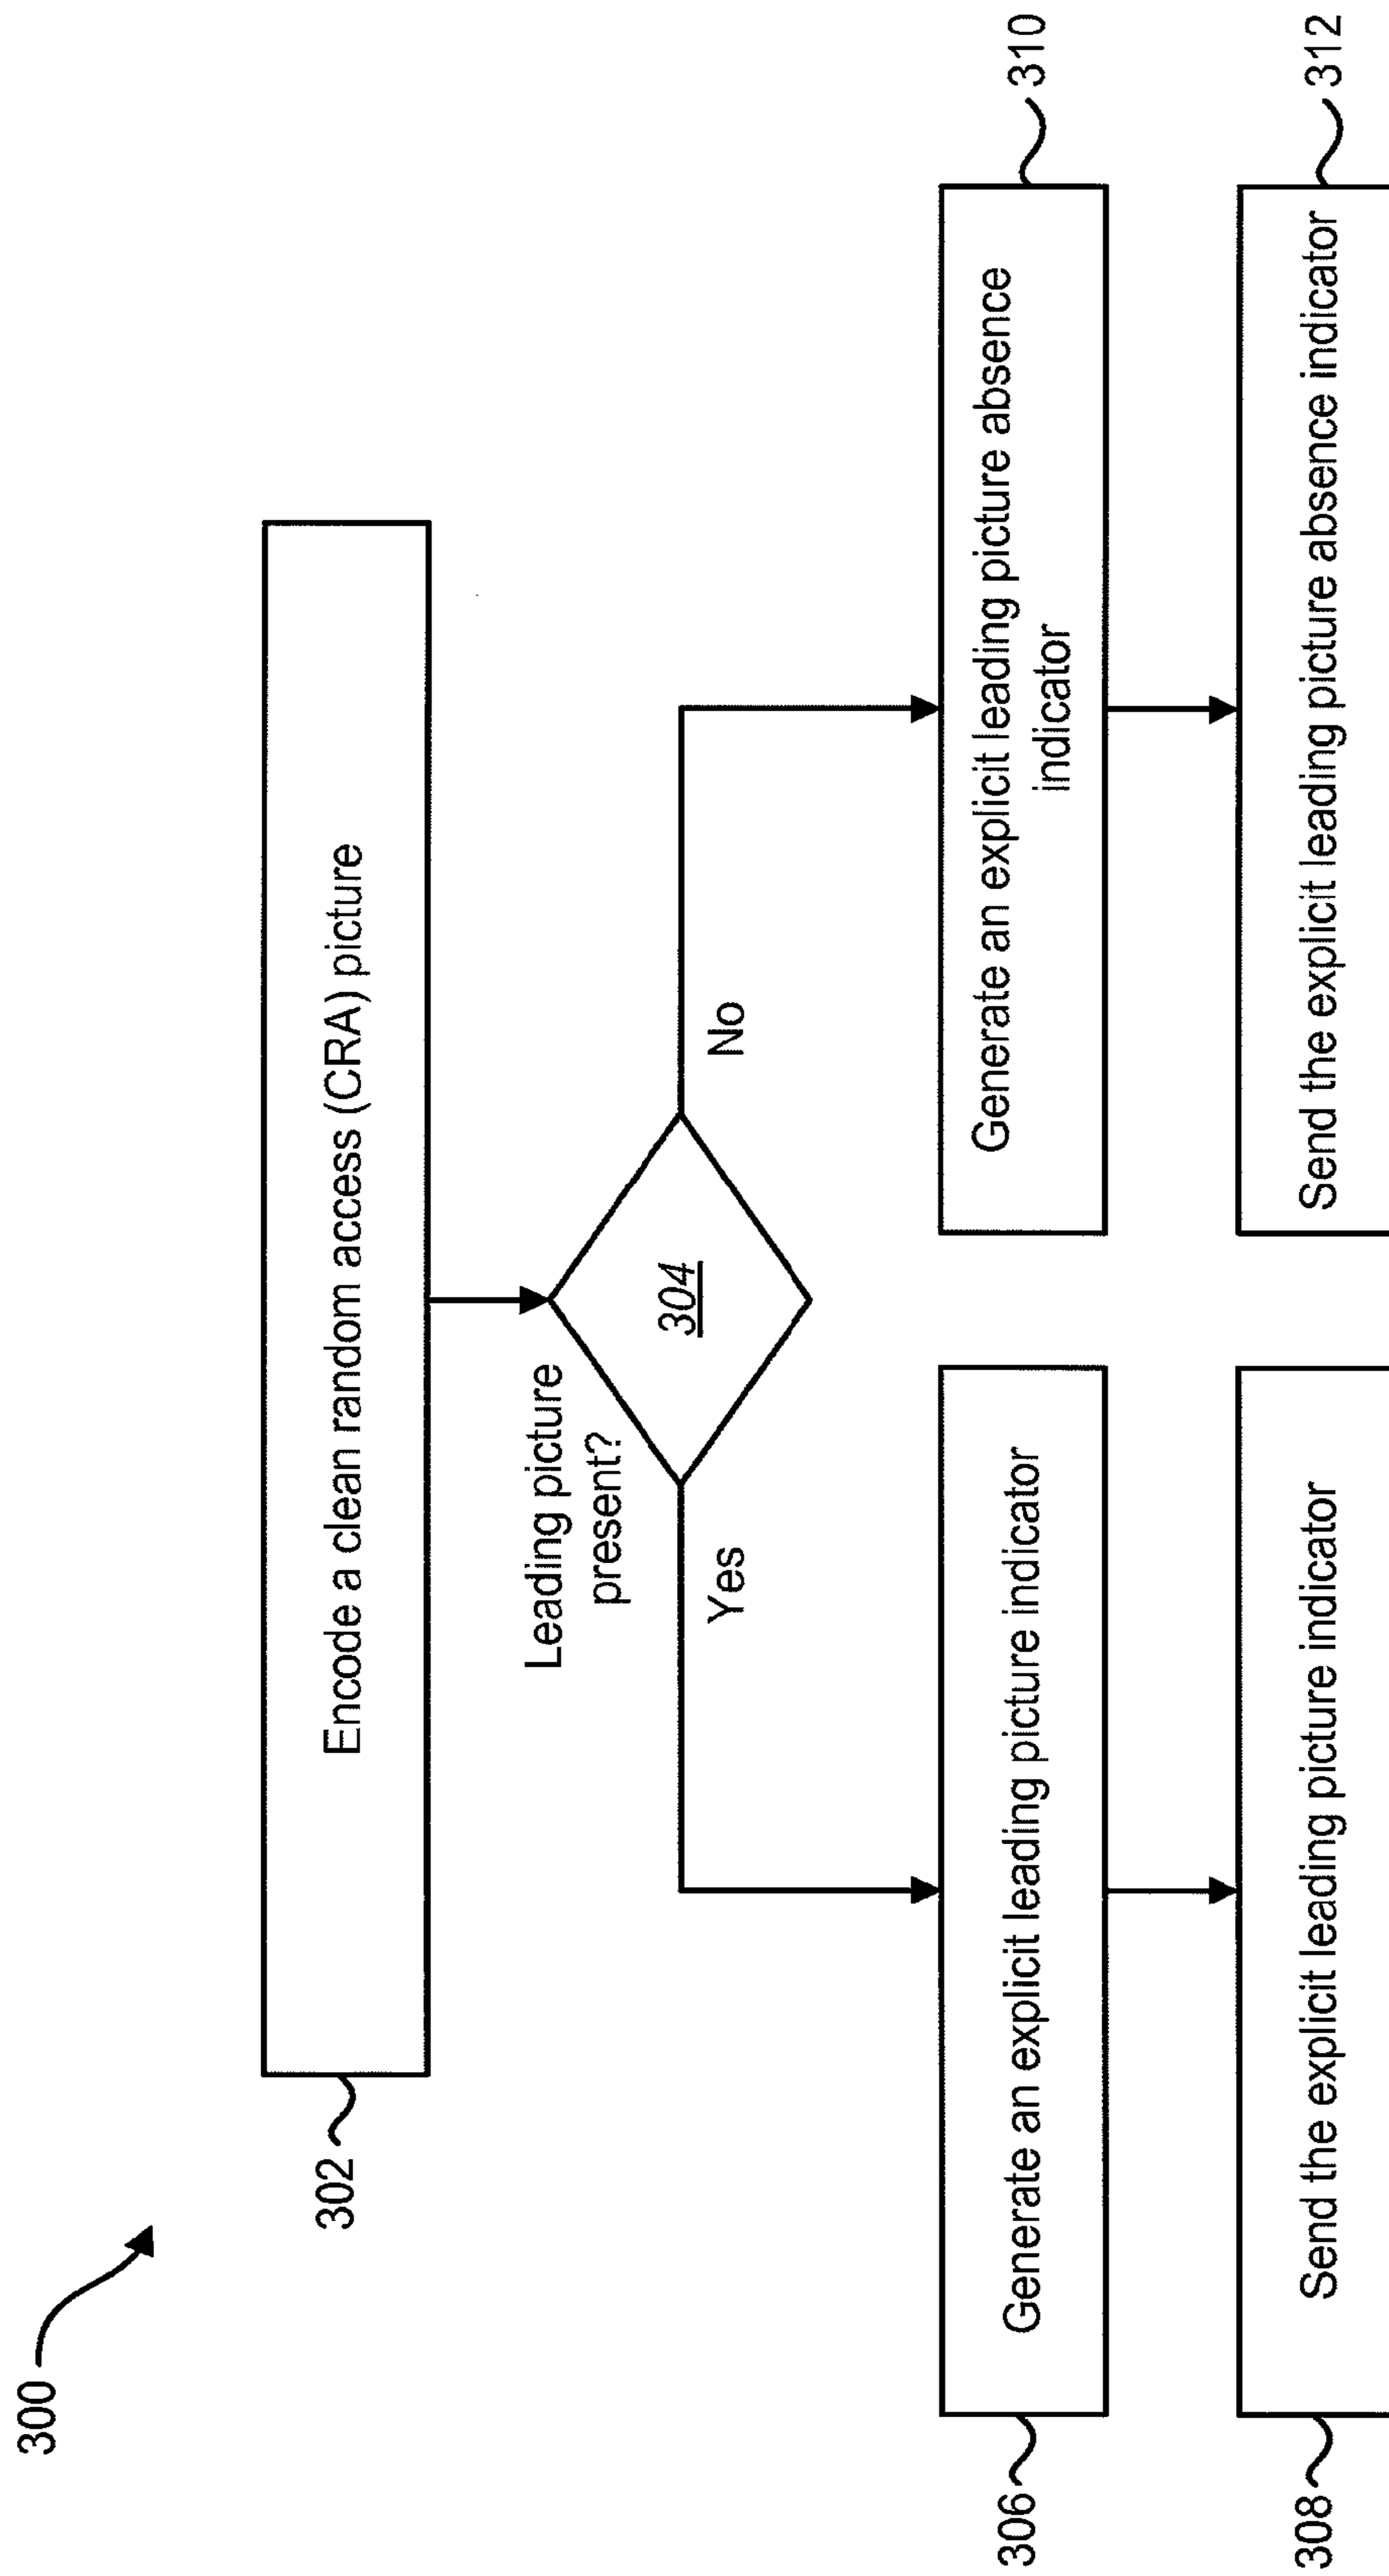 300
302
Encode a clean random access (CRA) picture
Leading picture
present?
304
Yes
No
306
Generate an explicit leading picture indicator
Generate an explicit leading picture absence
indicator
310
308
Send the explicit leading picture indicator
Send the explicit leading picture absence indicator
312